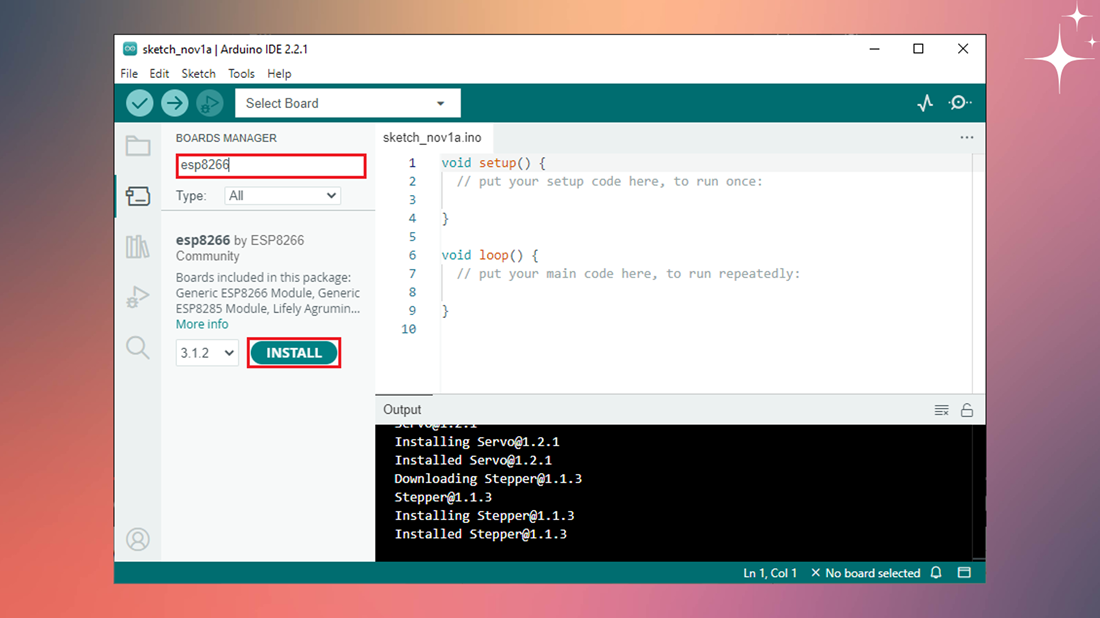 sketch_nov1a | Arduino IDE 2.2.1
File Edit Sketch Tools Help
Select Board
BOARDS MANAGER
esp8266
Type: All
esp8266 by ESP8266
Community
Boards included in this package:
Generic ESP8266 Module, Generic
ESP8285 Module, Lifely Agrumin...
More info
3.1.2 INSTALL
sketch_nov1a.ino
1 void setup() {
2 // put your setup code here, to run once:
3
4 }
5
6 void loop() {
7 // put your main code here, to run repeatedly:
8
9 }
10
Output
Servo@1.2.1
Installing Servo@1.2.1
Installed Servo@1.2.1
Downloading Stepper@1.1.3
Stepper@1.1.3
Installing Stepper@1.1.3
Installed Stepper@1.1.3
Ln 1, Col 1 × No board selected